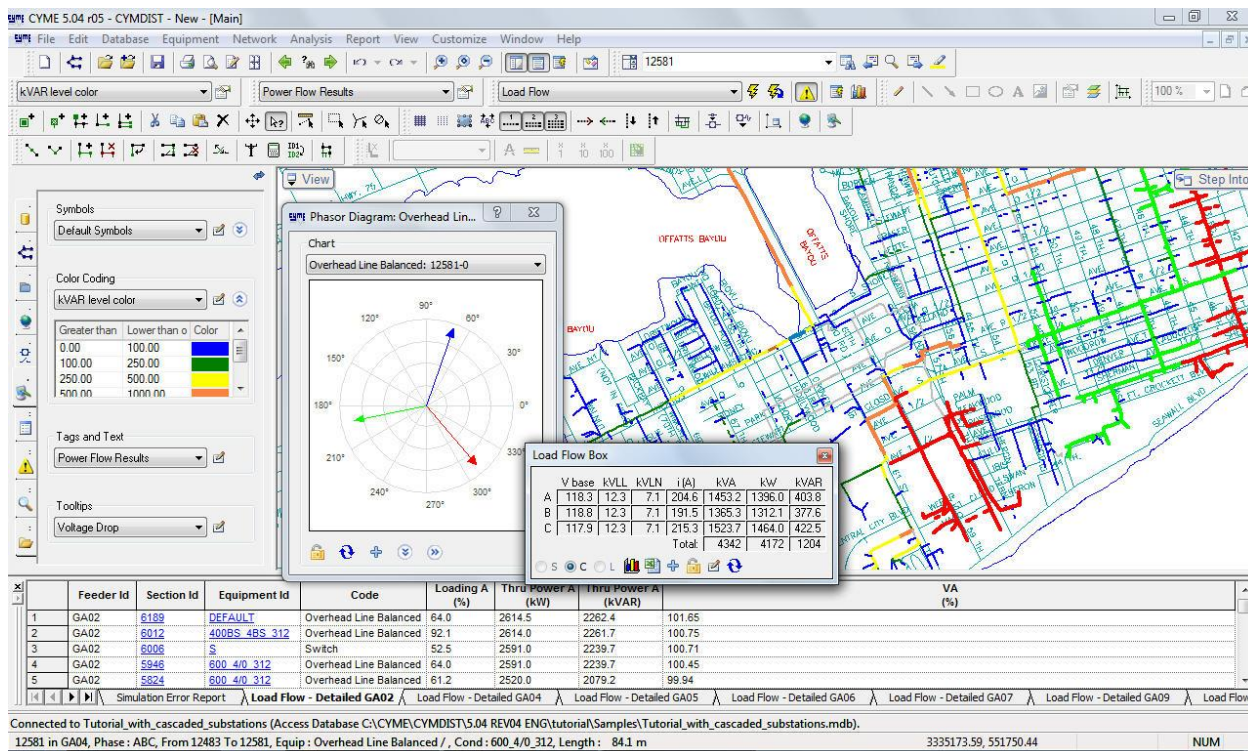 CYME 5.04 r05 - CYMDIST - New - [Main]
File Edit Database Equipment Network Analysis Report View Customize Window Help
12581
kVAR level color Power Flow Results Load Flow 100 %
View
Step Into
Symbols
Default Symbols
Color Coding
kVAR level color
Greater than Lower than o Color
0.00 100.00
100.00 250.00
250.00 500.00
500.00 1000.00
Tags and Text
Power Flow Results
Tooltips
Voltage Drop
Phasor Diagram: Overhead Lin...
Chart
Overhead Line Balanced: 12581-0
90°
120° 60°
150° 30°
180° 0°
210° 330°
240° 300°
270°
HWY. 75
OFFATTS BAYOU
OFFATTS BAYOU
BAYOU
SEAWALL BLVD
FT. CROCKETT BLVD
SHERMAN
DENVER
WOODROW
PALM
CENTRAL CITY BLVD
Load Flow Box
V base kVLL kVLN i (A) kVA kW kVAR
A 118.3 12.3 7.1 204.6 1453.2 1396.0 403.8
B 118.8 12.3 7.1 191.5 1365.3 1312.1 377.6
C 117.9 12.3 7.1 215.3 1523.7 1464.0 422.5
Total: 4342 4172 1204
S C L
Feeder Id Section Id Equipment Id Code Loading A (%) Thru Power A (kW) Thru Power A (kVAR) VA (%)
1 GA02 6189 DEFAULT Overhead Line Balanced 64.0 2614.5 2262.4 101.65
2 GA02 6012 400BS_4BS_312 Overhead Line Balanced 92.1 2614.0 2261.7 100.75
3 GA02 6006 S Switch 52.5 2591.0 2239.7 100.71
4 GA02 5946 600_4/0_312 Overhead Line Balanced 64.0 2591.0 2239.7 100.45
5 GA02 5824 600_4/0_312 Overhead Line Balanced 61.2 2520.0 2079.2 99.94
Simulation Error Report Load Flow - Detailed GA02 Load Flow - Detailed GA04 Load Flow - Detailed GA05 Load Flow - Detailed GA06 Load Flow - Detailed GA07 Load Flow - Detailed GA09 Load Flow
Connected to Tutorial_with_cascaded_substations (Access Database C:\CYME\CYMDIST\5.04 REV04 ENG\tutorial\Samples\Tutorial_with_cascaded_substations.mdb).
12581 in GA04, Phase : ABC, From 12483 To 12581, Equip : Overhead Line Balanced / , Cond : 600_4/0_312, Length : 84.1 m 3335173.59, 551750.44 NUM